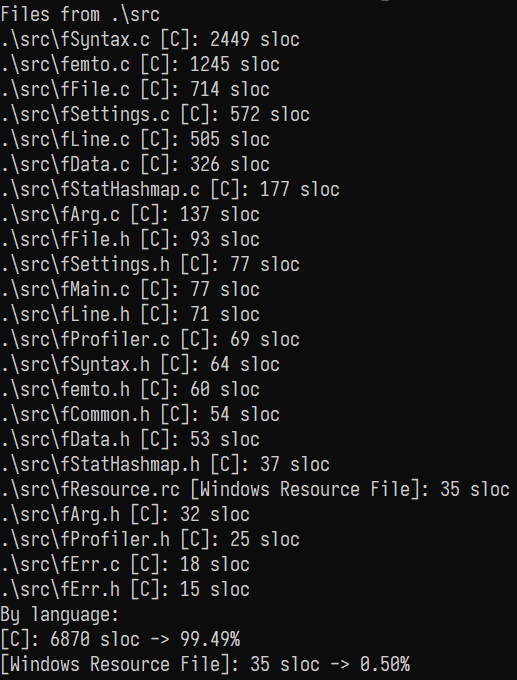 Files from .\src
.\src\fSyntax.c [C]: 2449 sloc
.\src\femto.c [C]: 1245 sloc
.\src\fFile.c [C]: 714 sloc
.\src\fSettings.c [C]: 572 sloc
.\src\fLine.c [C]: 505 sloc
.\src\fData.c [C]: 326 sloc
.\src\fStatHashmap.c [C]: 177 sloc
.\src\fArg.c [C]: 137 sloc
.\src\fFile.h [C]: 93 sloc
.\src\fSettings.h [C]: 77 sloc
.\src\fMain.c [C]: 77 sloc
.\src\fLine.h [C]: 71 sloc
.\src\fProfiler.c [C]: 69 sloc
.\src\fSyntax.h [C]: 64 sloc
.\src\femto.h [C]: 60 sloc
.\src\fCommon.h [C]: 54 sloc
.\src\fData.h [C]: 53 sloc
.\src\fStatHashmap.h [C]: 37 sloc
.\src\fResource.rc [Windows Resource File]: 35 sloc
.\src\fArg.h [C]: 32 sloc
.\src\fProfiler.h [C]: 25 sloc
.\src\fErr.c [C]: 18 sloc
.\src\fErr.h [C]: 15 sloc
By language:
[C]: 6870 sloc -> 99.49%
[Windows Resource File]: 35 sloc -> 0.50%